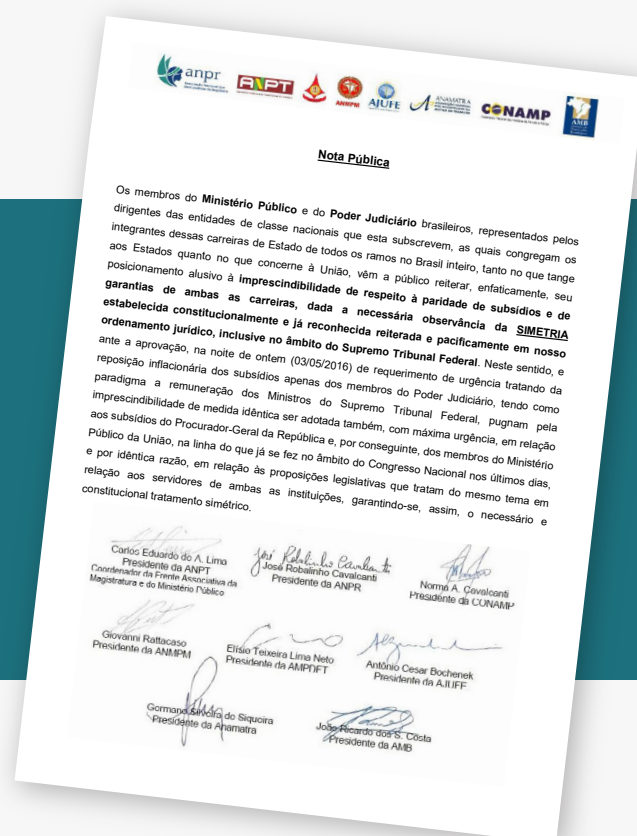 anpr
ANPT
ANMPM
AJUFE
ANAMATRA
CONAMP
AMB
Nota Pública
Os membros do Ministério Público e do Poder Judiciário brasileiros, representados pelos
dirigentes das entidades de classe nacionais que esta subscrevem, as quais congregam os
integrantes dessas carreiras de Estado de todos os ramos no Brasil inteiro, tanto no que tange
aos Estados quanto no que concerne à União, vêm a público reiterar, enfaticamente, seu
posicionamento alusivo à imprescindibilidade de respeito à paridade de subsídios e de
garantias de ambas as carreiras, dada a necessária observância da SIMETRIA
estabelecida constitucionalmente e já reconhecida reiterada e pacificamente em nosso
ordenamento jurídico, inclusive no âmbito do Supremo Tribunal Federal. Neste sentido, e
ante a aprovação, na noite de ontem (03/05/2016) de requerimento de urgência tratando da
reposição inflacionária dos subsídios apenas dos membros do Poder Judiciário, tendo como
paradigma a remuneração dos Ministros do Supremo Tribunal Federal, pugnam pela
imprescindibilidade de medida idêntica ser adotada também, com máxima urgência, em relação
aos subsídios do Procurador-Geral da República e, por conseguinte, dos membros do Ministério
Público da União, na linha do que já se fez no âmbito do Congresso Nacional nos últimos dias,
e por idêntica razão, em relação às proposições legislativas que tratam do mesmo tema em
relação aos servidores de ambas as instituições, garantindo-se, assim, o necessário e
constitucional tratamento simétrico.
Carlos Eduardo de A. Lima
Presidente da ANPT
Coordenador da Frente Associativa da
Magistratura e do Ministério Público
José Robalinho Cavalcanti
José Robalinho Cavalcanti
Presidente da ANPR
Norma A. Cavalcanti
Presidente da CONAMP
Giovanni Rattacaso
Presidente da ANMPM
Elísio Teixeira Lima Neto
Presidente da AMPDFT
Antônio Cesar Bochenek
Presidente da AJUFE
Germano Silveira de Siqueira
Presidente da Anamatra
João Ricardo dos S. Costa
Presidente da AMB